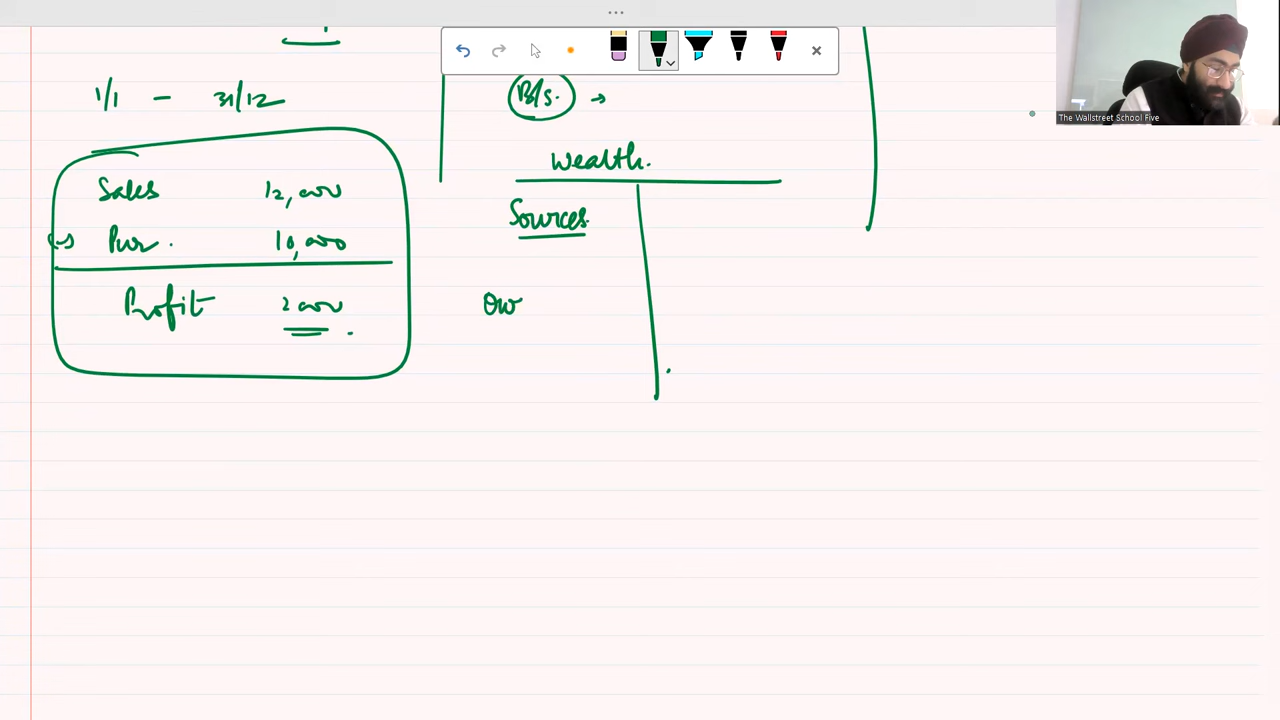 1/1 – 31/12
Sales 12,000
(-) Pur. 10,000
Profit 2000
B/s. →
Wealth.
Sources.
Ow
The Wallstreet School Five